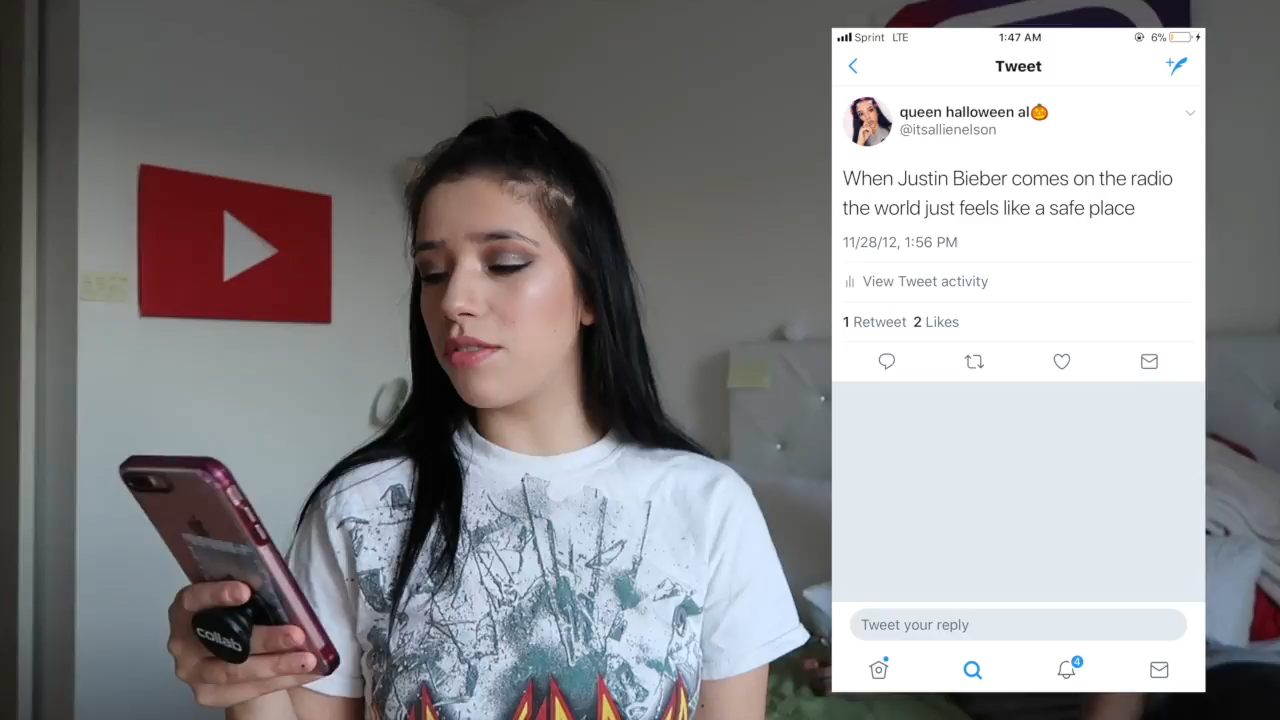 Sprint LTE 1:47 AM 6%
Tweet
queen halloween al🎃
@itsallienelson
When Justin Bieber comes on the radio
the world just feels like a safe place
11/28/12, 1:56 PM
View Tweet activity
1 Retweet 2 Likes
Tweet your reply
4
collab